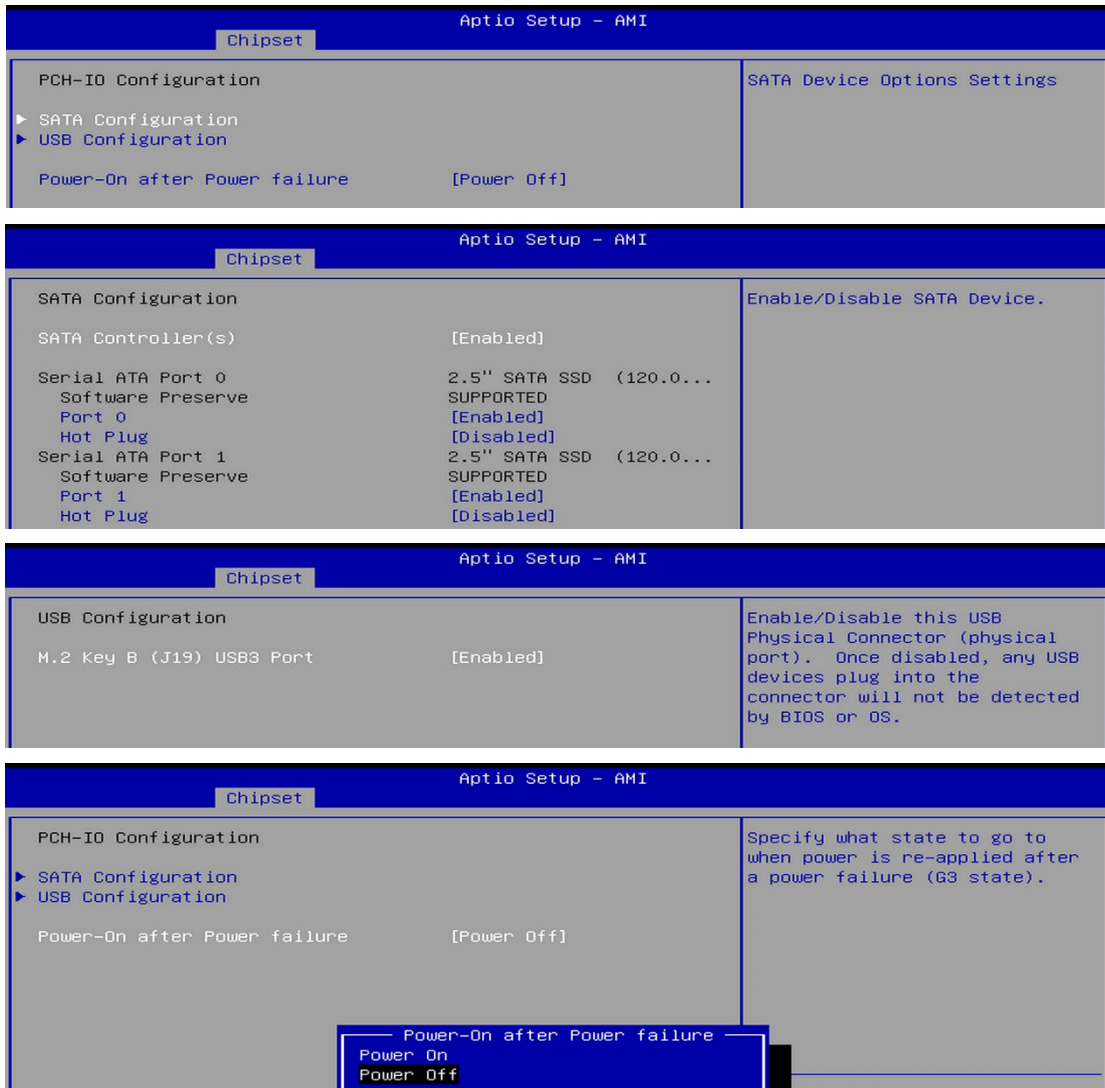 Aptio Setup – AMI
Chipset
PCH-IO Configuration
SATA Device Options Settings
▶ SATA Configuration
▶ USB Configuration
Power-On after Power failure [Power Off]
Aptio Setup – AMI
Chipset
SATA Configuration
Enable/Disable SATA Device.
SATA Controller(s) [Enabled]
Serial ATA Port 0 2.5" SATA SSD (120.0...
Software Preserve SUPPORTED
Port 0 [Enabled]
Hot Plug [Disabled]
Serial ATA Port 1 2.5" SATA SSD (120.0...
Software Preserve SUPPORTED
Port 1 [Enabled]
Hot Plug [Disabled]
Aptio Setup – AMI
Chipset
USB Configuration
M.2 Key B (J19) USB3 Port [Enabled]
Enable/Disable this USB
Physical Connector (physical
port). Once disabled, any USB
devices plug into the
connector will not be detected
by BIOS or OS.
Aptio Setup – AMI
Chipset
PCH-IO Configuration
▶ SATA Configuration
▶ USB Configuration
Power-On after Power failure [Power Off]
Specify what state to go to
when power is re-applied after
a power failure (G3 state).
Power-On after Power failure
Power On
Power Off